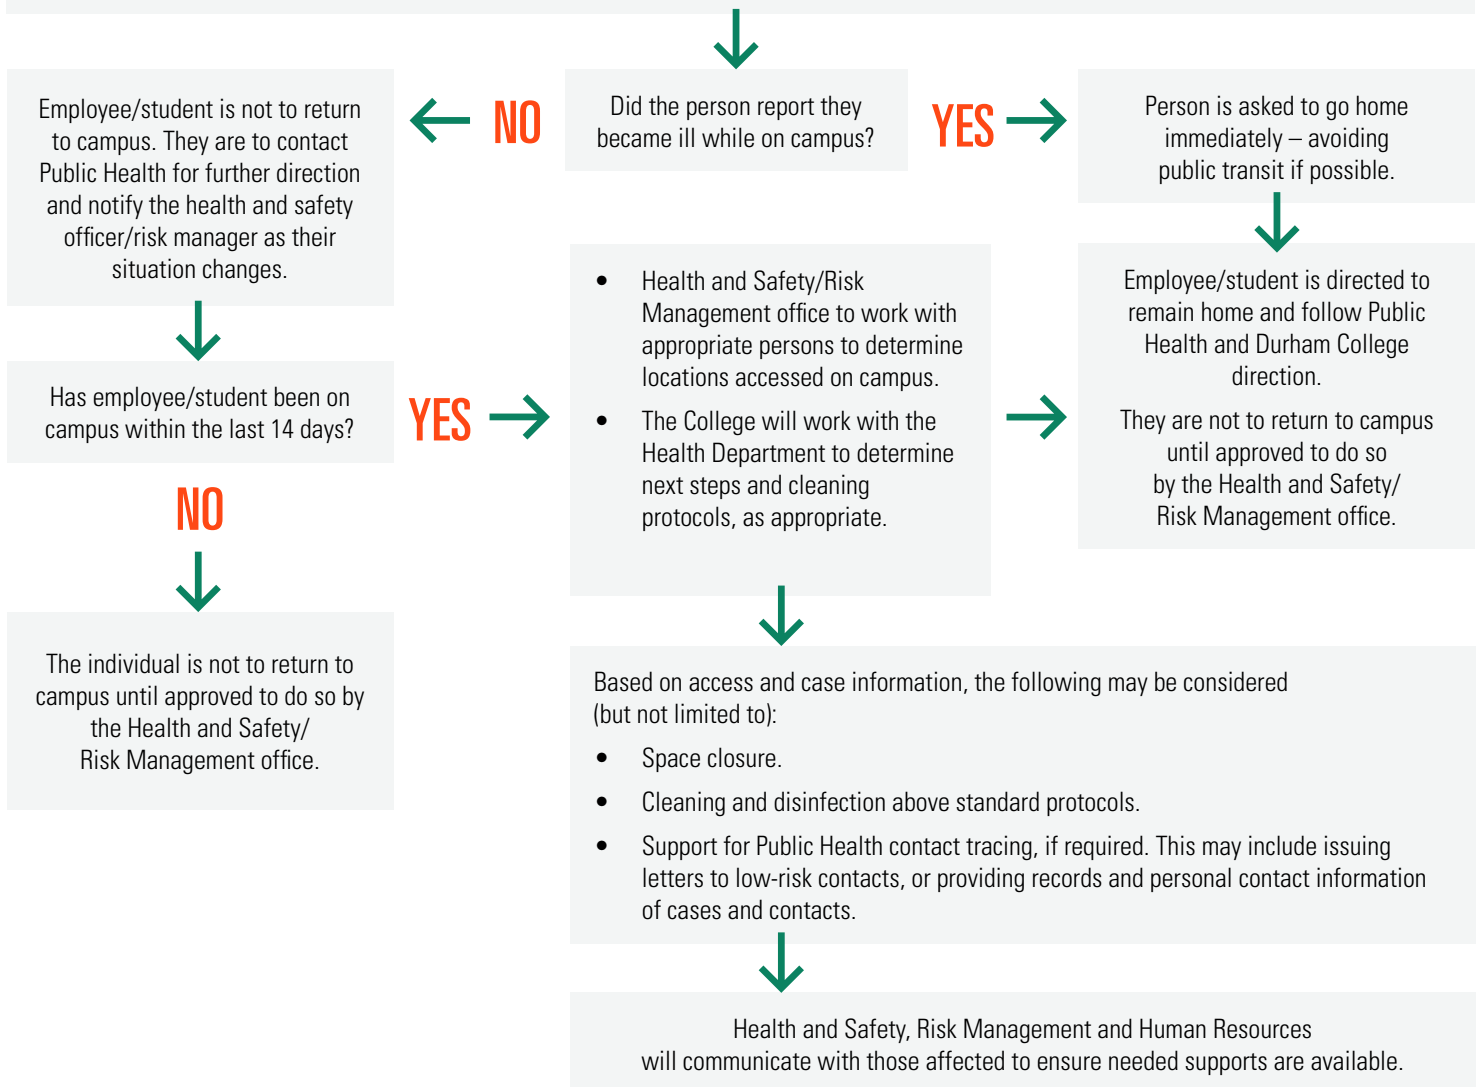 Did the person report they
became ill while on campus?
NO
YES
Employee/student is not to return
to campus. They are to contact
Public Health for further direction
and notify the health and safety
officer/risk manager as their
situation changes.
Person is asked to go home
immediately – avoiding
public transit if possible.
Has employee/student been on
campus within the last 14 days?
YES
NO
• Health and Safety/Risk
Management office to work with
appropriate persons to determine
locations accessed on campus.
• The College will work with the
Health Department to determine
next steps and cleaning
protocols, as appropriate.
Employee/student is directed to
remain home and follow Public
Health and Durham College
direction.
They are not to return to campus
until approved to do so
by the Health and Safety/
Risk Management office.
The individual is not to return to
campus until approved to do so by
the Health and Safety/
Risk Management office.
Based on access and case information, the following may be considered
(but not limited to):
• Space closure.
• Cleaning and disinfection above standard protocols.
• Support for Public Health contact tracing, if required. This may include issuing
letters to low-risk contacts, or providing records and personal contact information
of cases and contacts.
Health and Safety, Risk Management and Human Resources
will communicate with those affected to ensure needed supports are available.